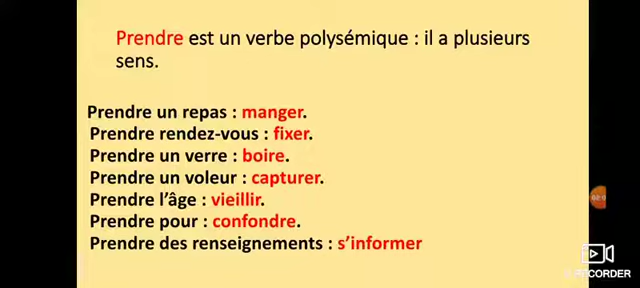 Prendre est un verbe polysémique : il a plusieurs
sens.
Prendre un repas : manger.
Prendre rendez-vous : fixer.
Prendre un verre : boire.
Prendre un voleur : capturer.
Prendre l'âge : vieillir.
Prendre pour : confondre.
Prendre des renseignements : s'informer